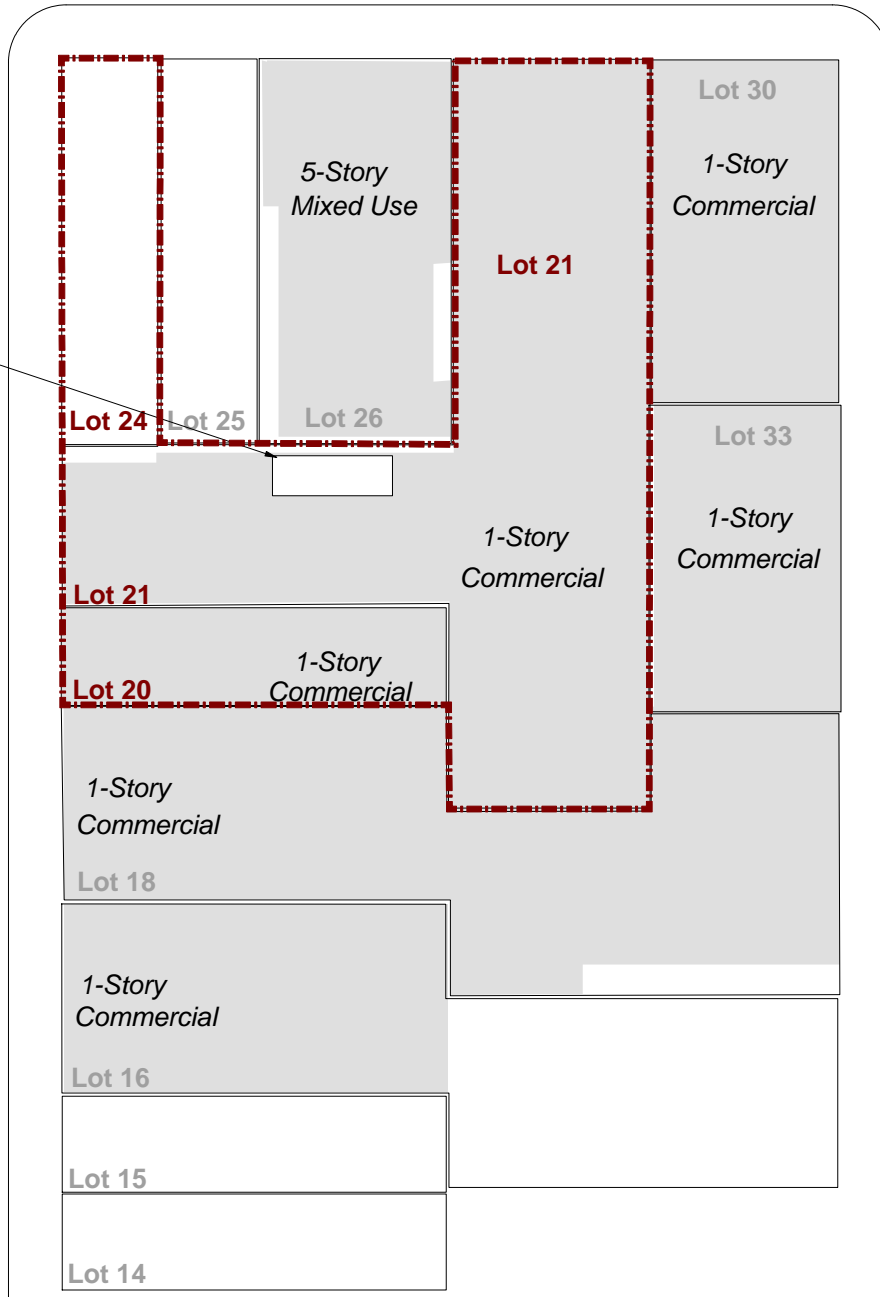 Lot 30
5-Story
Mixed Use
1-Story
Commercial
Lot 21
Lot 24
Lot 25
Lot 26
Lot 33
1-Story
Commercial
1-Story
Commercial
Lot 21
1-Story
Commercial
Lot 20
1-Story
Commercial
Lot 18
1-Story
Commercial
Lot 16
Lot 15
Lot 14